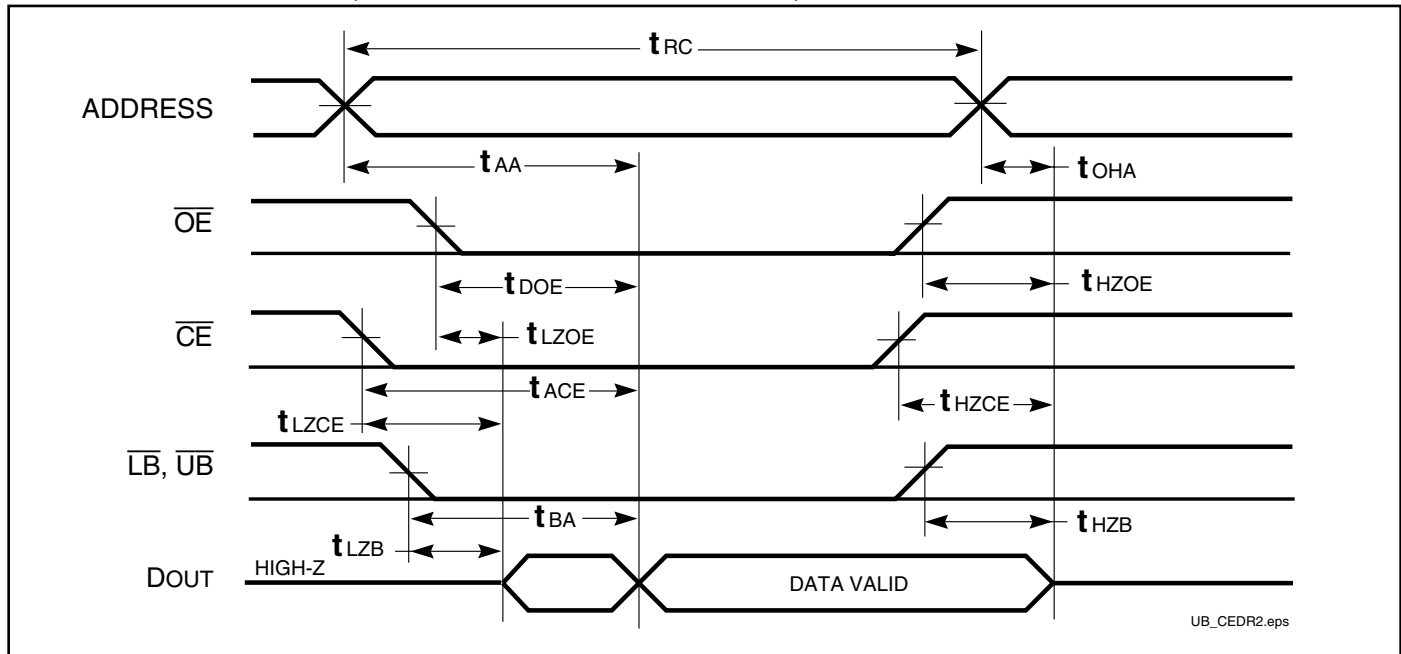 tRC
ADDRESS
tAA
tOHA
OE
tDOE
tHZOE
CE
tLZOE
tACE
tHZCE
tLZCE
LB, UB
tBA
tHZB
tLZB
DOUT
HIGH-Z
DATA VALID
UB_CEDR2.eps